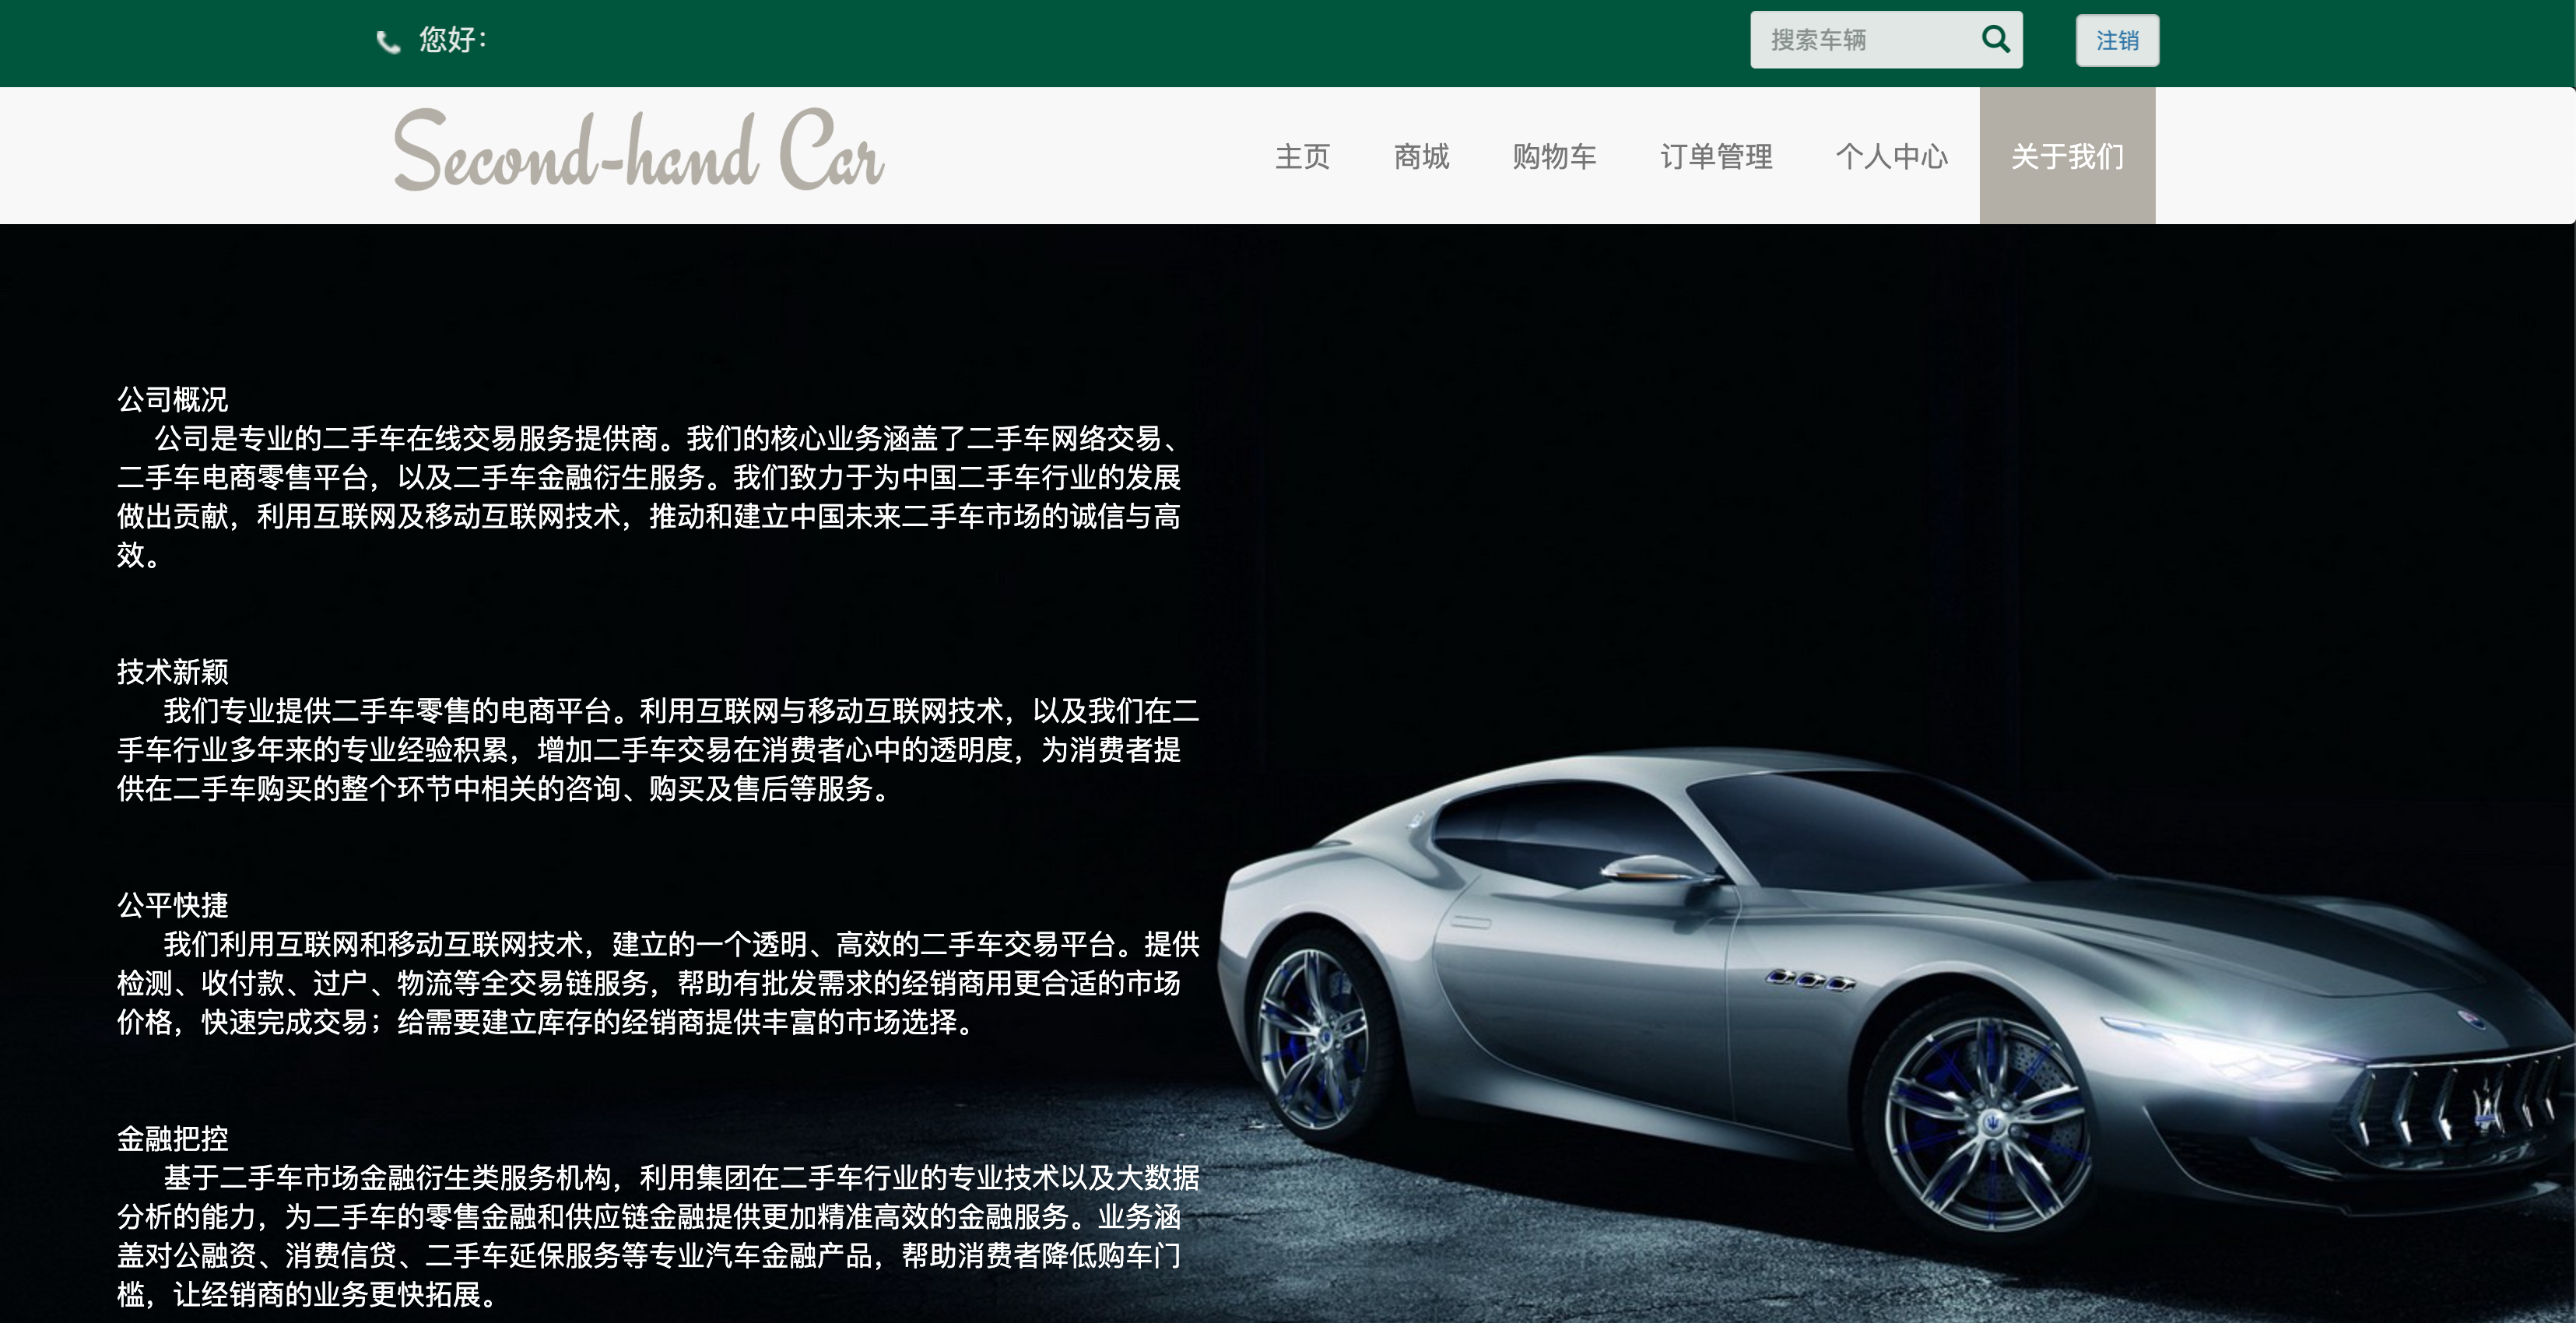 您好：
搜索车辆
注销
Second-hand Car
主页
商城
购物车
订单管理
个人中心
关于我们
公司概况
公司是专业的二手车在线交易服务提供商。我们的核心业务涵盖了二手车网络交易、
二手车电商零售平台，以及二手车金融衍生服务。我们致力于为中国二手车行业的发展
做出贡献，利用互联网及移动互联网技术，推动和建立中国未来二手车市场的诚信与高
效。
技术新颖
我们专业提供二手车零售的电商平台。利用互联网与移动互联网技术，以及我们在二
手车行业多年来的专业经验积累，增加二手车交易在消费者心中的透明度，为消费者提
供在二手车购买的整个环节中相关的咨询、购买及售后等服务。
公平快捷
我们利用互联网和移动互联网技术，建立的一个透明、高效的二手车交易平台。提供
检测、收付款、过户、物流等全交易链服务，帮助有批发需求的经销商用更合适的市场
价格，快速完成交易；给需要建立库存的经销商提供丰富的市场选择。
金融把控
基于二手车市场金融衍生类服务机构，利用集团在二手车行业的专业技术以及大数据
分析的能力，为二手车的零售金融和供应链金融提供更加精准高效的金融服务。业务涵
盖对公融资、消费信贷、二手车延保服务等专业汽车金融产品，帮助消费者降低购车门
槛，让经销商的业务更快拓展。